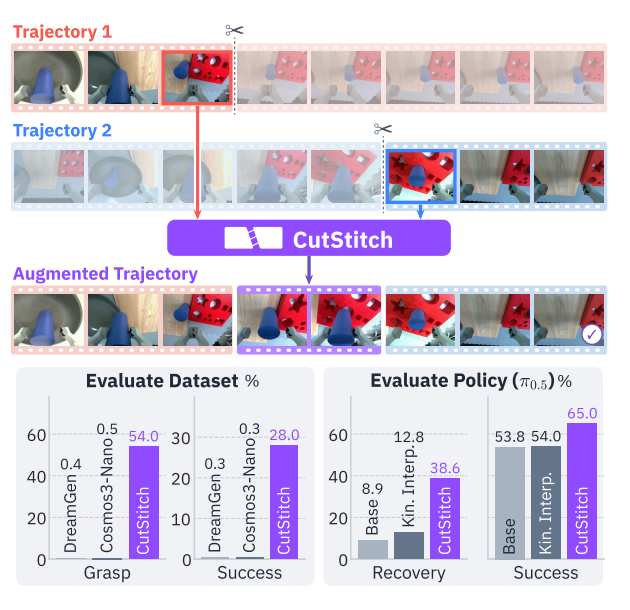 Trajectory 1
Trajectory 2
CutStitch
Augmented Trajectory
Evaluate Dataset %
60
40
20
0
0.4
DreamGen
0.5
Cosmos3-Nano
54.0
CutStitch
Grasp
30
20
10
0
0.3
DreamGen
0.3
Cosmos3-Nano
28.0
CutStitch
Success
Evaluate Policy (π0.5)%
60
40
20
0
8.9
Base
12.8
Kin. Interp.
38.6
CutStitch
Recovery
53.8
Base
54.0
Kin. Interp.
65.0
CutStitch
Success